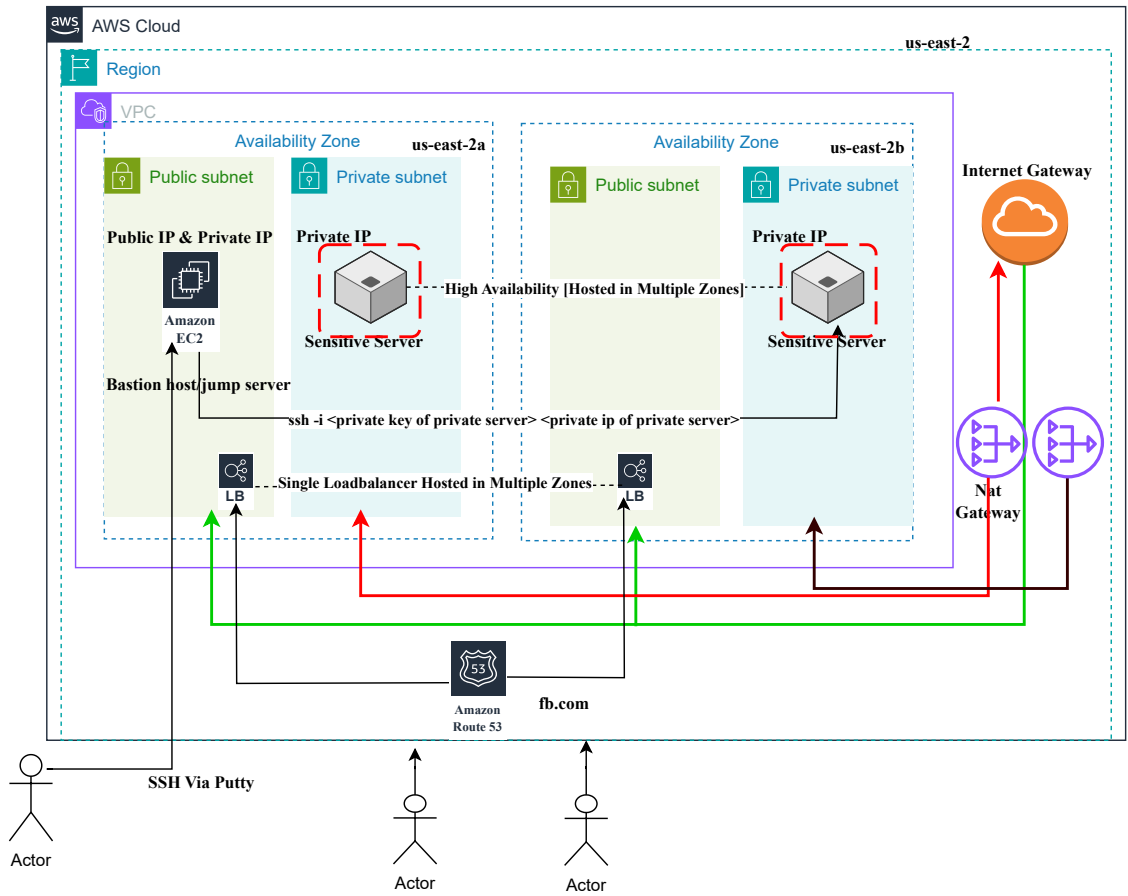 aws
AWS Cloud
us-east-2
Region
VPC
Availability Zone
us-east-2a
Availability Zone
us-east-2b
Public subnet
Private subnet
Public subnet
Private subnet
Internet Gateway
Public IP & Private IP
Private IP
Private IP
High Availability [Hosted in Multiple Zones]
Amazon
EC2
Sensitive Server
Sensitive Server
Bastion host/jump server
ssh -i <private key of private server> <private ip of private server>
Single Loadbalancer Hosted in Multiple Zones
LB
LB
Nat
Gateway
53
Amazon
Route 53
fb.com
SSH Via Putty
Actor
Actor
Actor